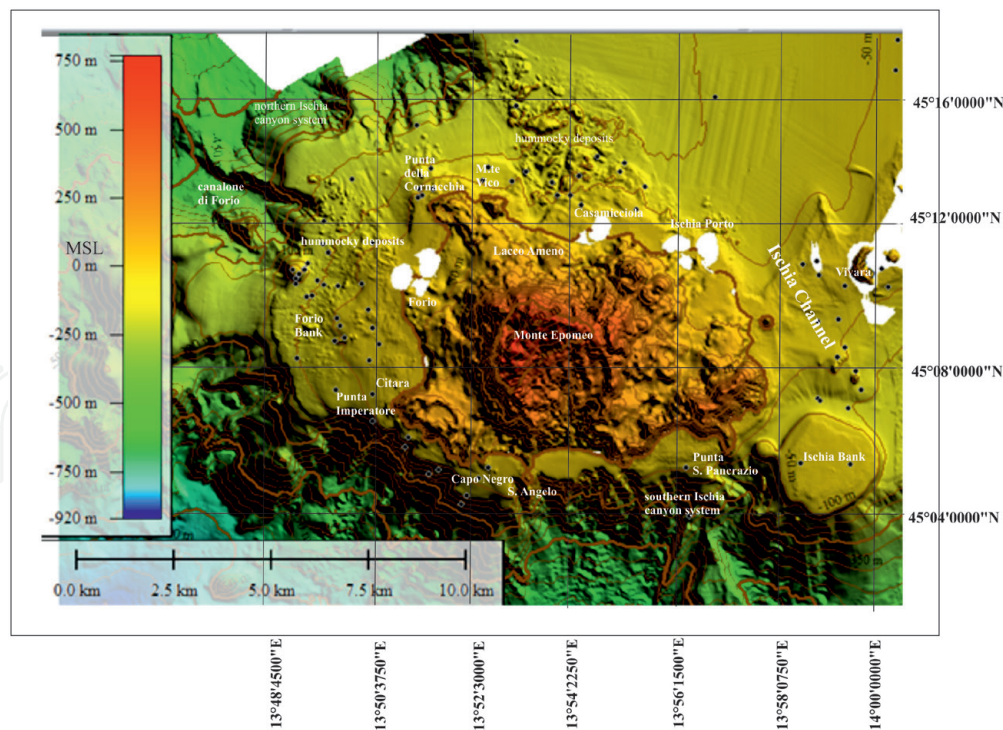 750 m
500 m
250 m
MSL
0 m
-250 m
-500 m
-750 m
-920 m
0.0 km 2.5 km 5.0 km 7.5 km 10.0 km
northern Ischia
canyon system
canalone
di Forio
hummocky deposits
Punta
della
Cornacchia
M.te
Vico
hummocky deposits
Casamicciola
Ischia Porto
Lacco Ameno
Forio
Forio
Bank
Monte Epomeo
Ischia Channel
Vivara
Citara
Punta
Imperatore
Capo Negro
S. Angelo
Punta
S. Pancrazio
southern Ischia
canyon system
Ischia Bank
-50 m
-50 m
-100 m
45°16'0000"N
45°12'0000"N
45°08'0000"N
45°04'0000"N
13°48'4500"E
13°50'3750"E
13°52'3000"E
13°54'2250"E
13°56'1500"E
13°58'0750"E
14°00'0000"E